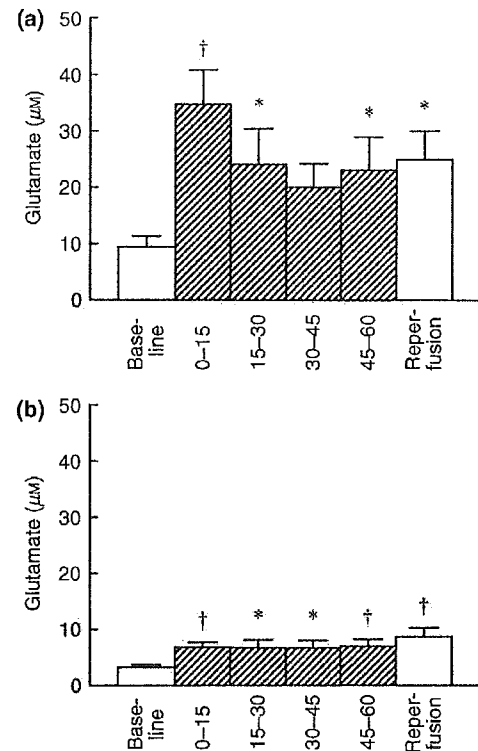 (a)
50
40
30
20
10
0
Glutamate (μM)
†
*
*
*
Base-
line
0–15
15–30
30–45
45–60
Reper-
fusion
(b)
50
40
30
20
10
0
Glutamate (μM)
†
*
*
†
†
Base-
line
0–15
15–30
30–45
45–60
Reper-
fusion